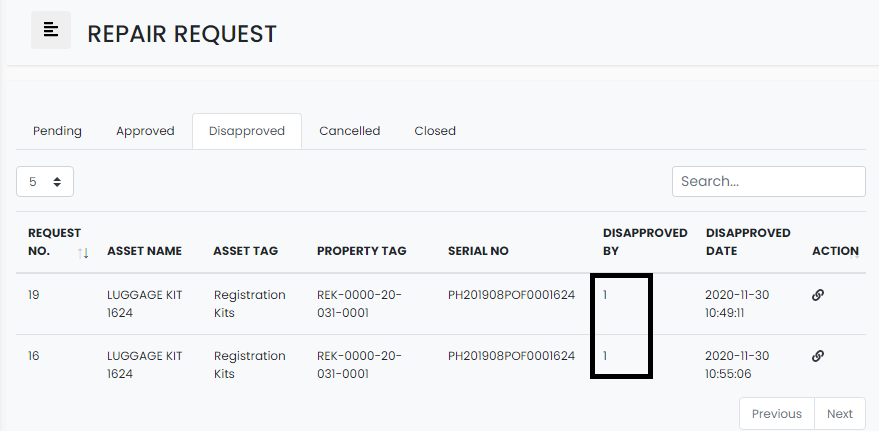 REPAIR REQUEST
Pending Approved Disapproved Cancelled Closed
5 Search...
REQUEST NO. ASSET NAME ASSET TAG PROPERTY TAG SERIAL NO DISAPPROVED BY DISAPPROVED DATE ACTION
19 LUGGAGE KIT Registration REK-0000-20- PH201908POF0001624 1 2020-11-30
1624 Kits 031-0001 10:49:11
16 LUGGAGE KIT Registration REK-0000-20- PH201908POF0001624 1 2020-11-30
1624 Kits 031-0001 10:55:06
Previous Next